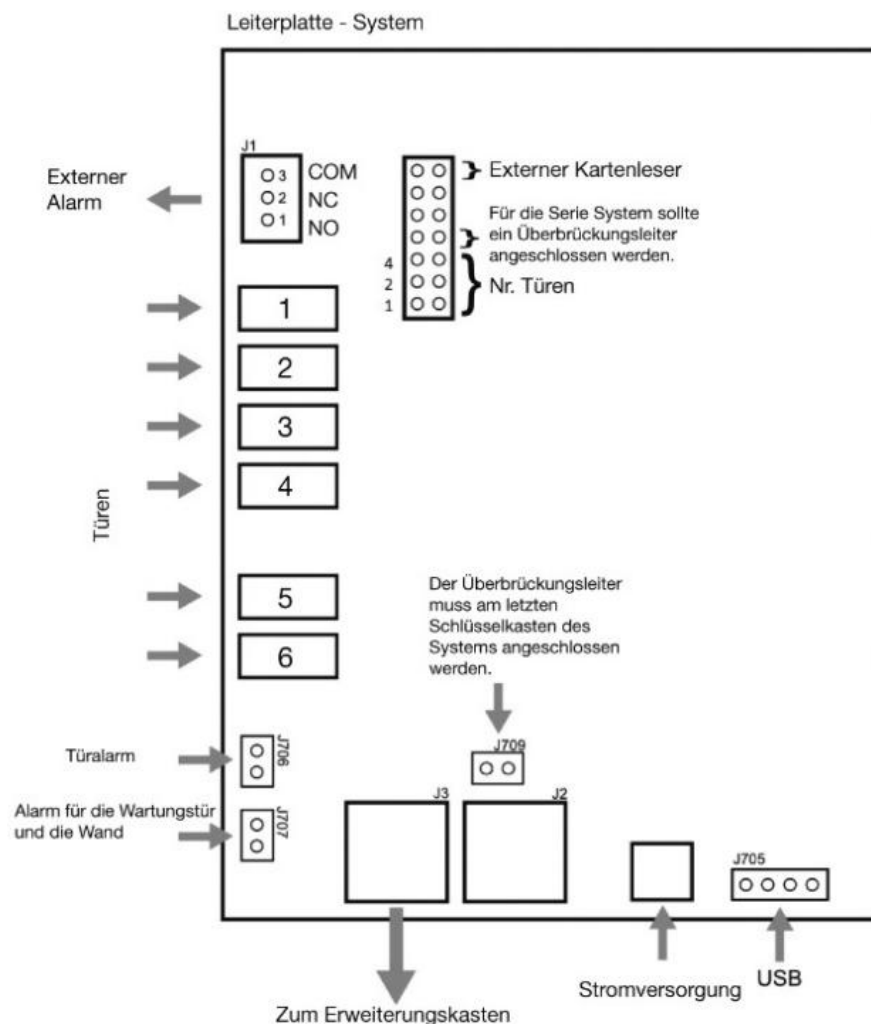 Leiterplatte - System
J1
Externer
Alarm
3 COM
2 NC
1 NO
Externer Kartenleser
Für die Serie System sollte
ein Überbrückungsleiter
angeschlossen werden.
4
2
1
Nr. Türen
1
2
3
4
Türen
5
6
Der Überbrückungsleiter
muss am letzten
Schlüsselkasten des
Systems angeschlossen
werden.
Türalarm
J706
J709
Alarm für die Wartungstür
und die Wand
J707
J3
J2
J705
Stromversorgung
USB
Zum Erweiterungskasten